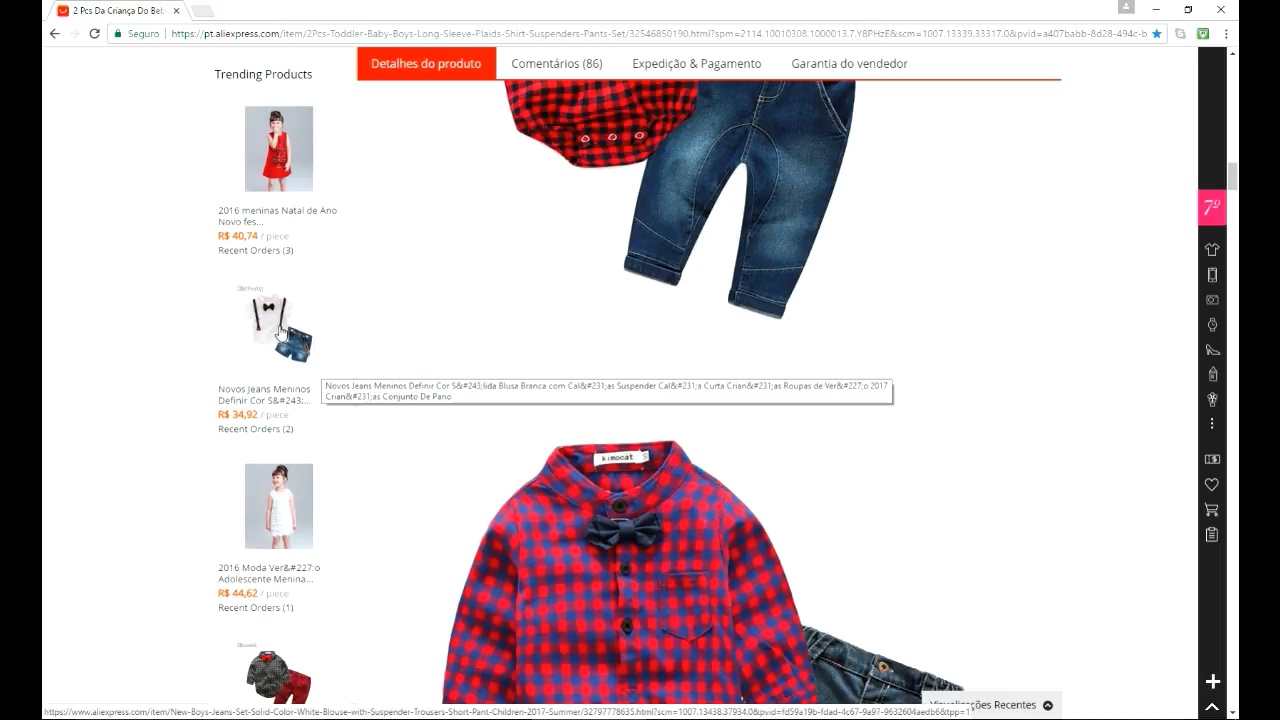 2 Pcs Da Criança Do Beb
Seguro
https://pt.aliexpress.com/item/2Pcs-Toddler-Baby-Boys-Long-Sleeve-Plaids-Shirt-Suspenders-Pants-Set/32546850190.html?spm=2114.10010308.1000013.7.Y8PHzE&scm=1007.13339.33317.0&pvid=a407babb-8d28-494c-b
Trending Products
Detalhes do produto
Comentários (86)
Expedição & Pagamento
Garantia do vendedor
2016 meninas Natal de Ano
Novo fes...
R$ 40,74 / piece
Recent Orders (3)
Novos Jeans Meninos
Definir Cor S&#243;...
R$ 34,92 / piece
Recent Orders (2)
Novos Jeans Meninos Definir Cor S&#243;lida Blusa Branca com Cal&#231;as Suspender Cal&#231;a Curta Crian&#231;as Roupas de Ver&#227;o 2017
Crian&#231;as Conjunto De Pano
kimocat
2016 Moda Ver&#227;o
Adolescente Menina...
R$ 44,62 / piece
Recent Orders (1)
Visualizações Recentes
https://www.aliexpress.com/item/New-Boys-Jeans-Set-Solid-Color-White-Blouse-with-Suspender-Trousers-Short-Pant-Children-2017-Summer/32797778635.html?scm=1007.13438.37934.0&pvid=fd59a19b-fdad-4c67-9a97-9632604aedb6&tpp=1